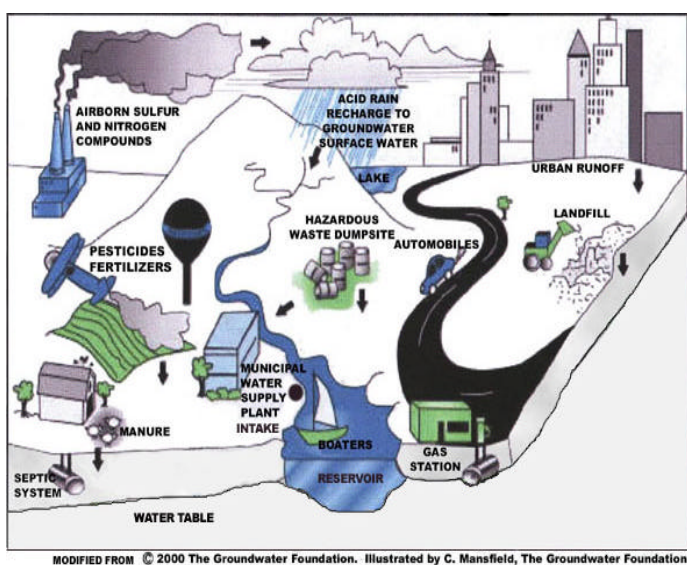 AIRBORN SULFUR
AND NITROGEN
COMPOUNDS
ACID RAIN
RECHARGE TO
GROUNDWATER
SURFACE WATER
LAKE
URBAN RUNOFF
LANDFILL
HAZARDOUS
WASTE DUMPSITE
AUTOMOBILES
PESTICIDES
FERTILIZERS
MUNICIPAL
WATER
SUPPLY
PLANT
INTAKE
MANURE
BOATERS
GAS
STATION
SEPTIC
SYSTEM
RESERVOIR
WATER TABLE
MODIFIED FROM © 2000 The Groundwater Foundation. Illustrated by C. Mansfield, The Groundwater Foundation